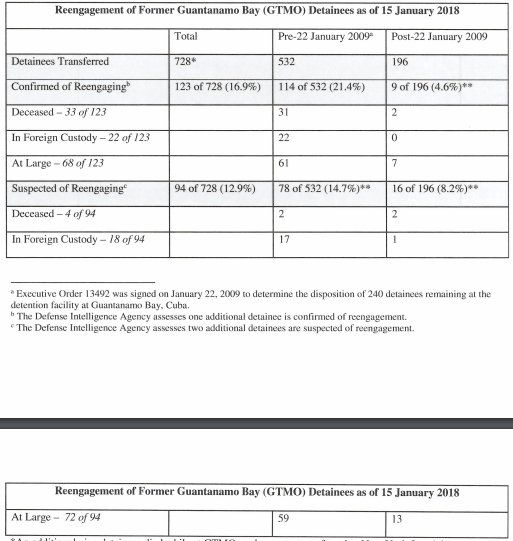 Reengagement of Former Guantanamo Bay (GTMO) Detainees as of 15 January 2018
Total Pre-22 January 2009ᵃ Post-22 January 2009
Detainees Transferred 728* 532 196
Confirmed of Reengagingᵇ 123 of 728 (16.9%) 114 of 532 (21.4%) 9 of 196 (4.6%)**
Deceased – 33 of 123 31 2
In Foreign Custody – 22 of 123 22 0
At Large – 68 of 123 61 7
Suspected of Reengagingᶜ 94 of 728 (12.9%) 78 of 532 (14.7%)** 16 of 196 (8.2%)**
Deceased – 4 of 94 2 2
In Foreign Custody – 18 of 94 17 1
ᵃ Executive Order 13492 was signed on January 22, 2009 to determine the disposition of 240 detainees remaining at the
detention facility at Guantanamo Bay, Cuba.
ᵇ The Defense Intelligence Agency assesses one additional detainee is confirmed of reengagement.
ᶜ The Defense Intelligence Agency assesses two additional detainees are suspected of reengagement.
Reengagement of Former Guantanamo Bay (GTMO) Detainees as of 15 January 2018
At Large – 72 of 94 59 13